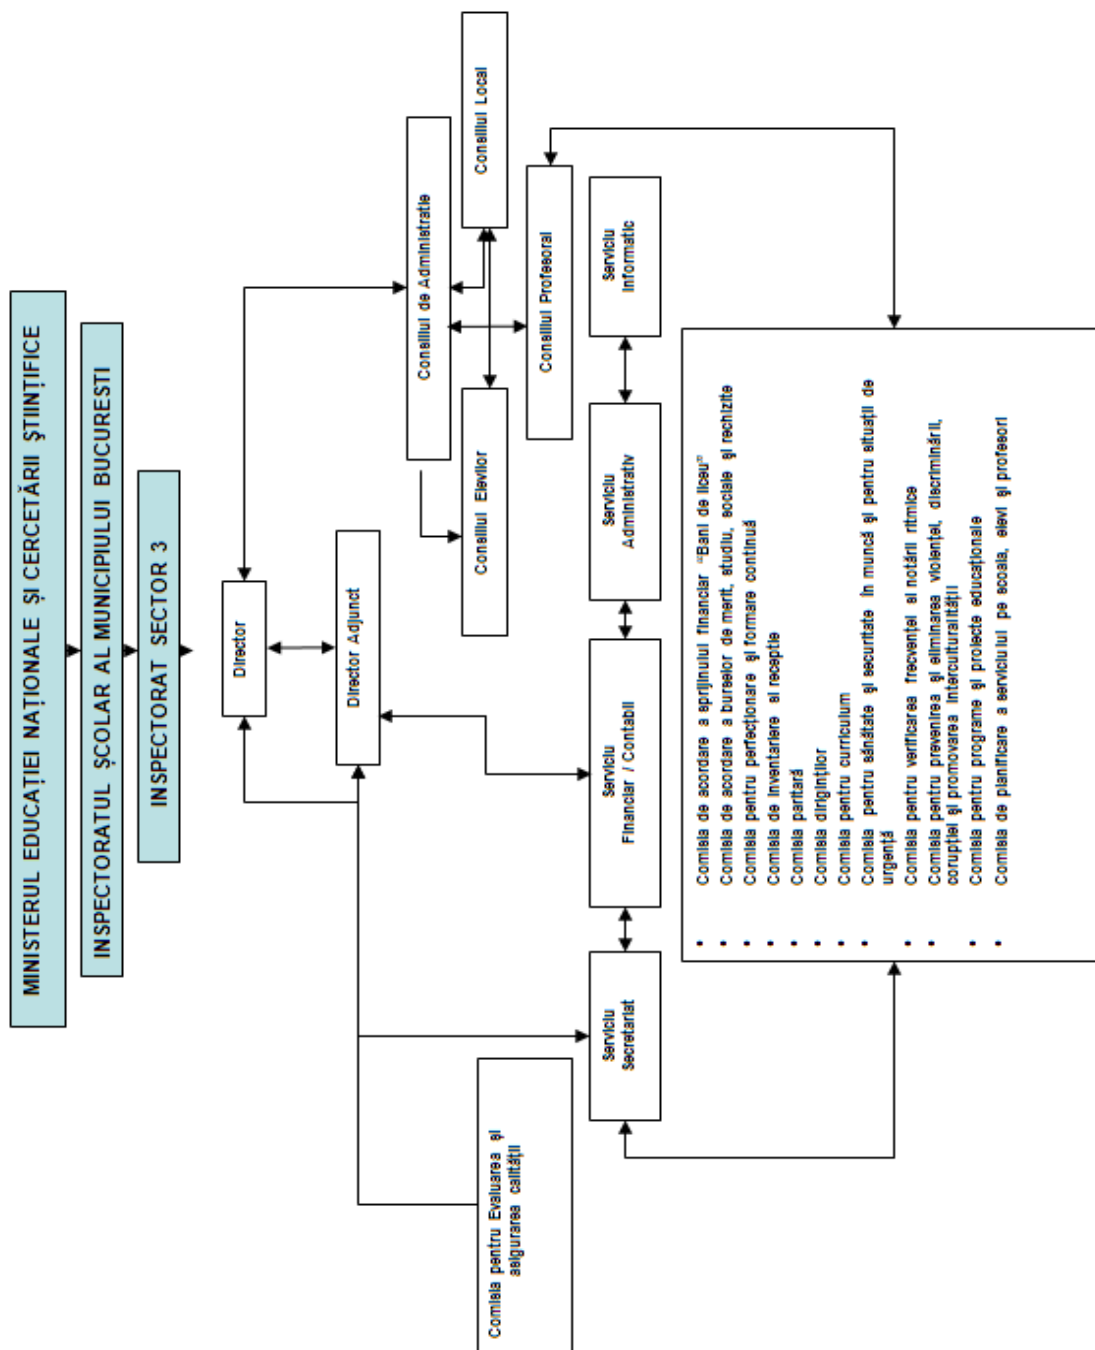 MINISTERUL EDUCAȚIEI NAȚIONALE ȘI CERCETĂRII ȘTIINȚIFICE
INSPECTORATUL ȘCOLAR AL MUNICIPIULUI BUCURESTI
INSPECTORAT SECTOR 3
Director
Director Adjunct
Consiliul de Administratie
Consiliul Local
Consiliul Elevilor
Consiliul Profesoral
Comisia pentru Evaluarea și
asigurarea calității
Serviciu
Secretariat
Serviciu
Financiar / Contabil
Serviciu
Administrativ
Serviciu
Informatic
• Comisia de acordare a sprijinului financiar “Bani de liceu”
• Comisia de acordare a burselor de merit, studiu, sociale și rechizite
• Comisia pentru perfecționare și formare continuă
• Comisia de inventariere si receptie
• Comisia paritară
• Comisia diriginților
• Comisia pentru curriculum
• Comisia pentru sănătate și securitate în muncă și pentru situații de
urgență
• Comisia pentru verificarea frecvenței si notării ritmice
• Comisia pentru prevenirea și eliminarea violenței, discriminării,
corupției și promovarea interculturalității
• Comisia pentru programe și proiecte educaționale
• Comisia de planificare a serviciului pe scoala, elevi și profesori